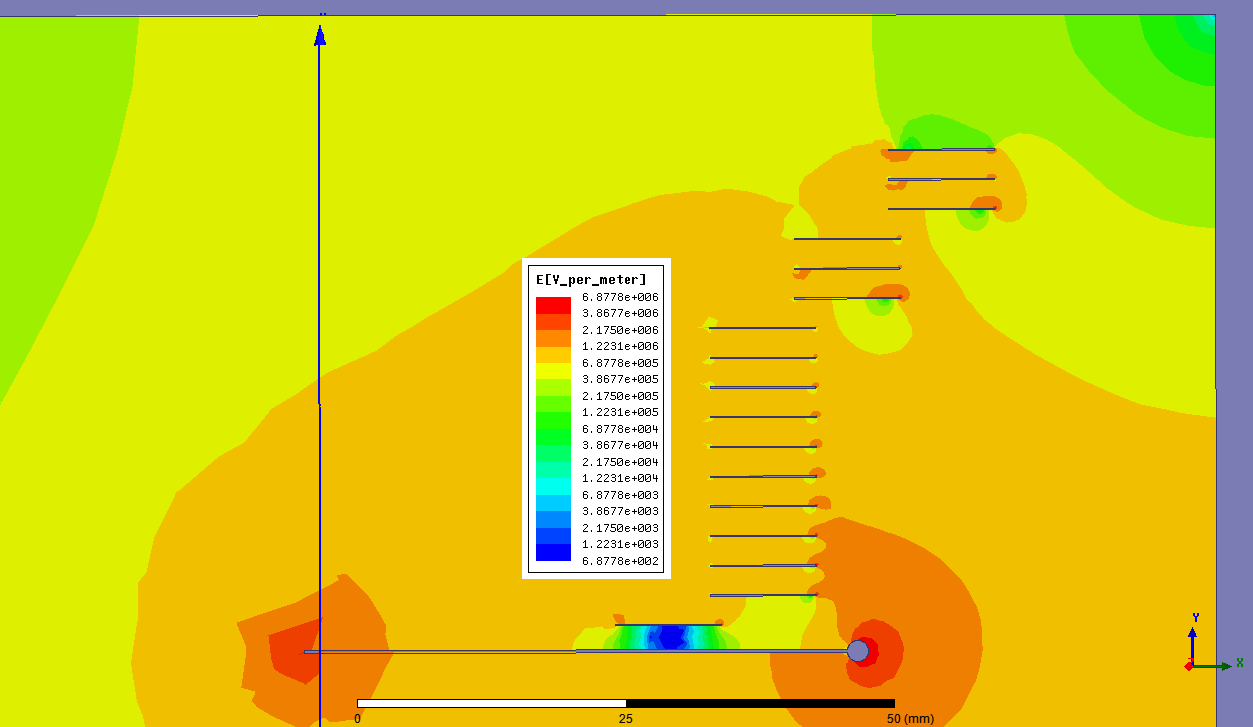 E[V_per_meter]
6.8778e+006
3.8677e+006
2.1750e+006
1.2231e+006
6.8778e+005
3.8677e+005
2.1750e+005
1.2231e+005
6.8778e+004
3.8677e+004
2.1750e+004
1.2231e+004
6.8778e+003
3.8677e+003
2.1750e+003
1.2231e+003
6.8778e+002
Y
X
0
25
50 (mm)